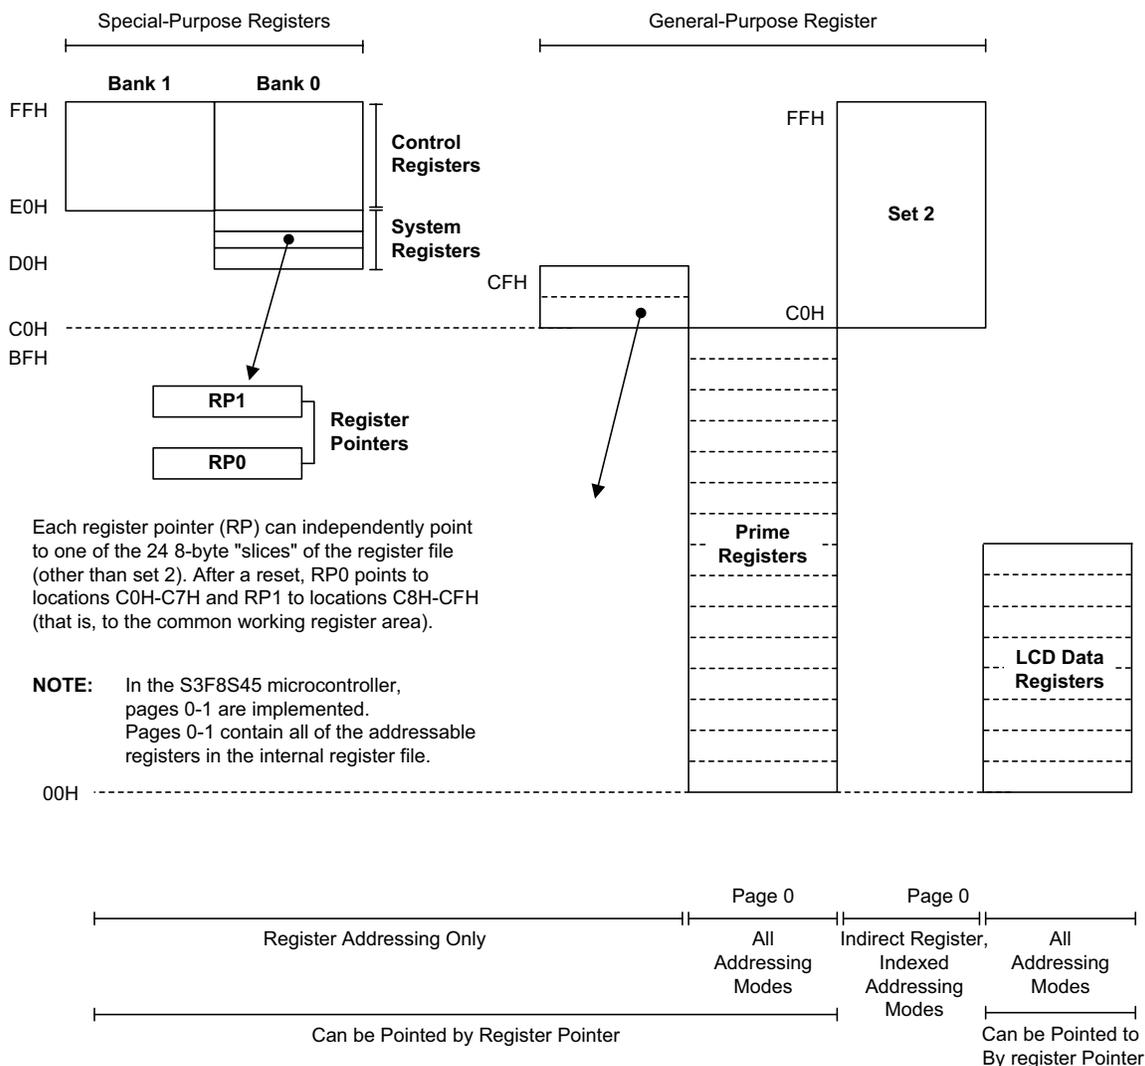 Special-Purpose Registers
General-Purpose Register
Bank 1
Bank 0
FFH
Control
Registers
E0H
System
Registers
D0H
C0H
BFH
FFH
Set 2
CFH
C0H
RP1
RP0
Register
Pointers
Prime
Registers
LCD Data
Registers
Each register pointer (RP) can independently point
to one of the 24 8-byte "slices" of the register file
(other than set 2). After a reset, RP0 points to
locations C0H-C7H and RP1 to locations C8H-CFH
(that is, to the common working register area).
NOTE: In the S3F8S45 microcontroller,
pages 0-1 are implemented.
Pages 0-1 contain all of the addressable
registers in the internal register file.
00H
Page 0
Page 0
Register Addressing Only
All
Addressing
Modes
Indirect Register,
Indexed
Addressing
Modes
All
Addressing
Modes
Can be Pointed by Register Pointer
Can be Pointed to
By register Pointer